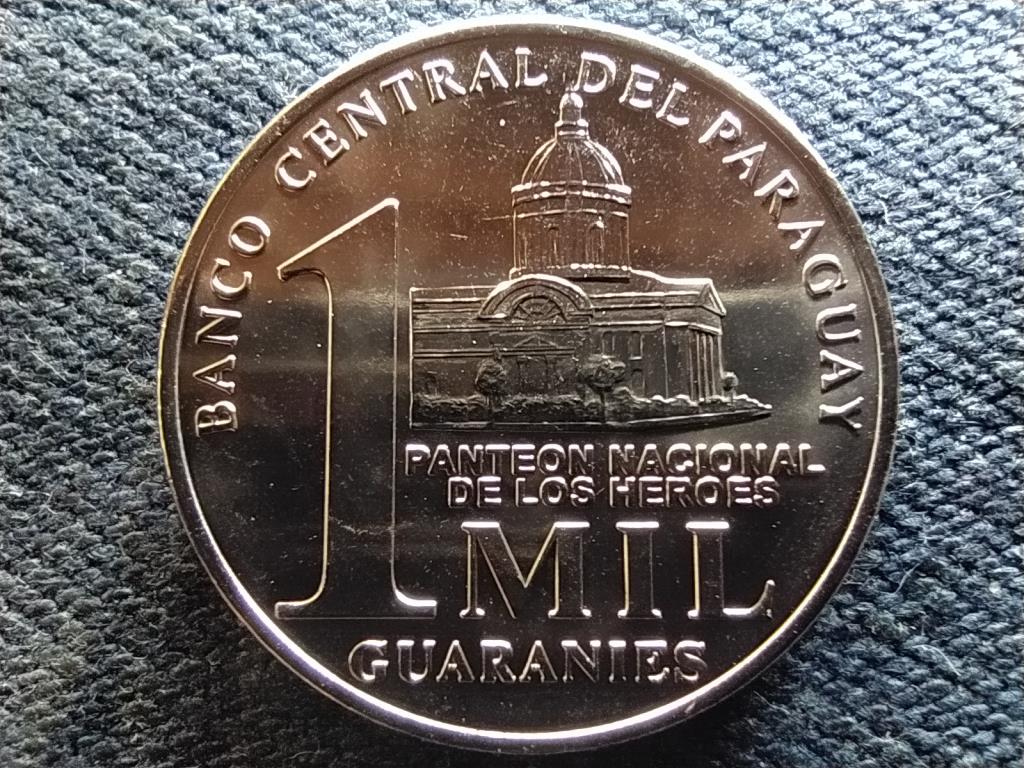 BANCO CENTRAL DEL PARAGUAY
PANTEON NACIONAL
DE LOS HEROES
1 MIL
GUARANIES